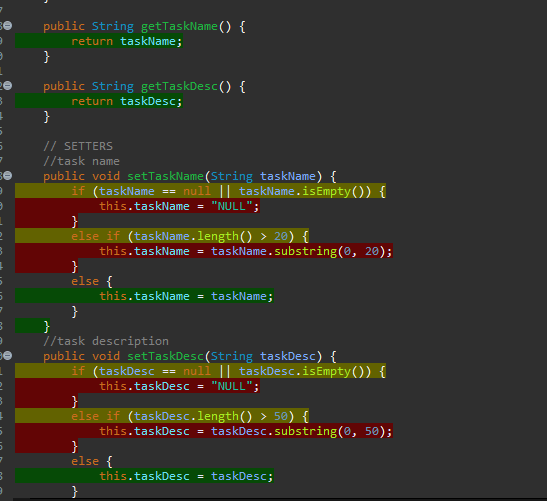 public String getTaskName() {
return taskName;
}
public String getTaskDesc() {
return taskDesc;
}
// SETTERS
//task name
public void setTaskName(String taskName) {
if (taskName == null || taskName.isEmpty()) {
this.taskName = "NULL";
}
else if (taskName.length() > 20) {
this.taskName = taskName.substring(0, 20);
}
else {
this.taskName = taskName;
}
}
//task description
public void setTaskDesc(String taskDesc) {
if (taskDesc == null || taskDesc.isEmpty()) {
this.taskDesc = "NULL";
}
else if (taskDesc.length() > 50) {
this.taskDesc = taskDesc.substring(0, 50);
}
else {
this.taskDesc = taskDesc;
}